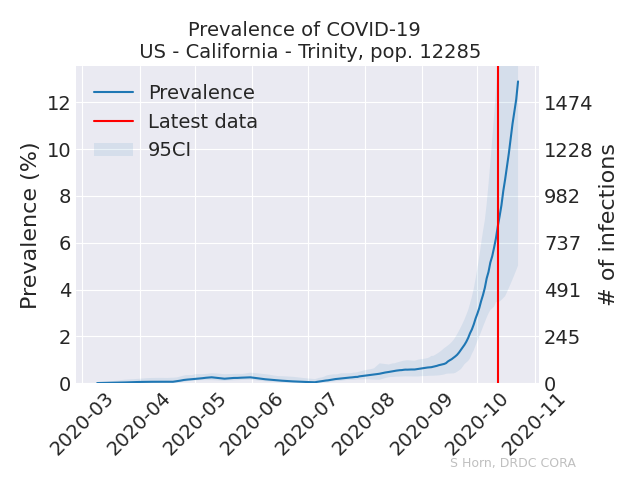 Prevalence of COVID-19
US - California - Trinity, pop. 12285
Prevalence
Latest data
95CI
Prevalence (%)
12
10
8
6
4
2
0
1474
1228
982
737
491
245
0
# of infections
2020-03
2020-04
2020-05
2020-06
2020-07
2020-08
2020-09
2020-10
2020-11
S Horn, DRDC CORA